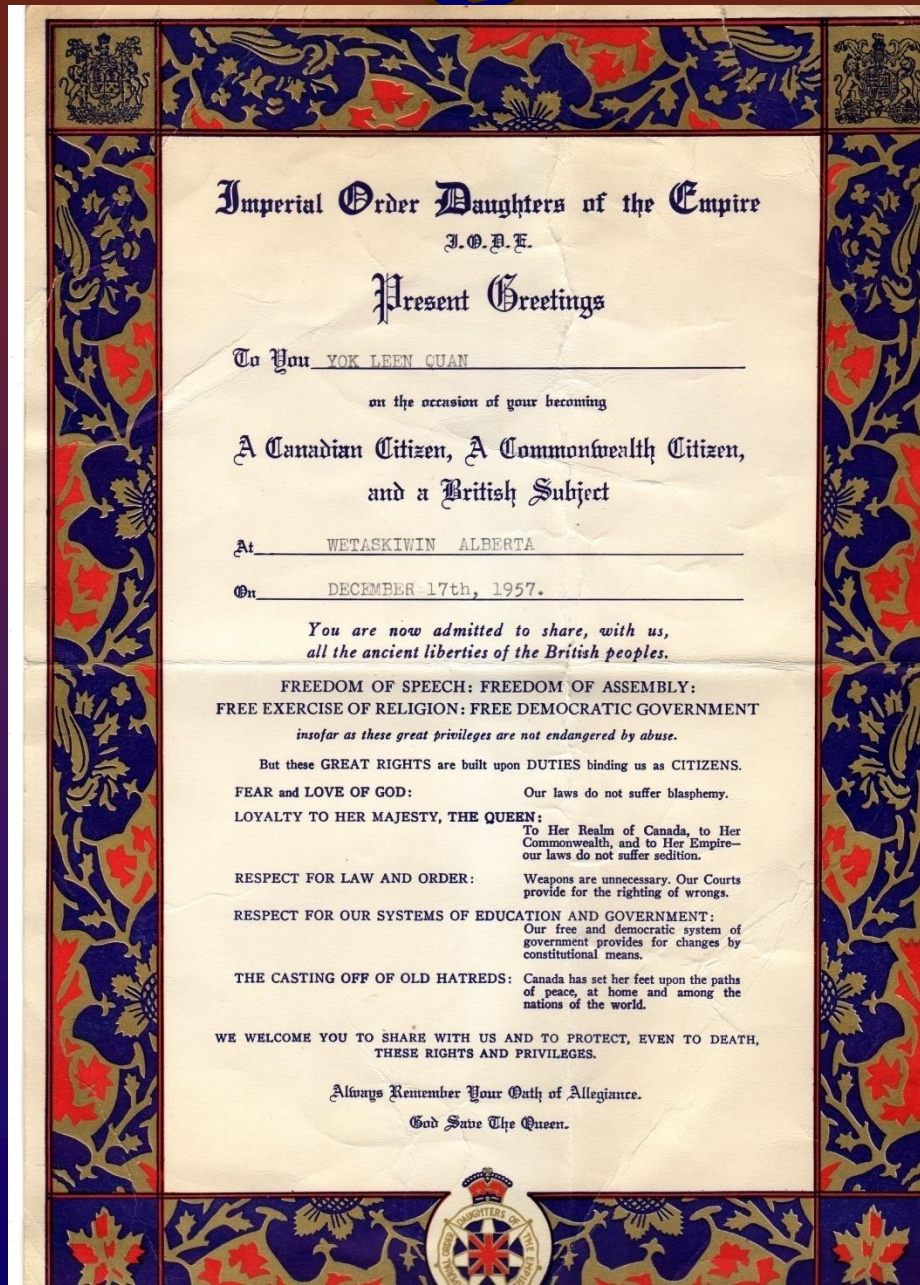 Imperial Order Daughters of the Empire
I.O.D.E.
Present Greetings
To You YOK LEEN QUAN
on the occasion of your becoming
A Canadian Citizen, A Commonwealth Citizen,
and a British Subject
At WETASKIWIN ALBERTA
On DECEMBER 17th, 1957.
You are now admitted to share, with us,
all the ancient liberties of the British peoples.
FREEDOM OF SPEECH: FREEDOM OF ASSEMBLY:
FREE EXERCISE OF RELIGION: FREE DEMOCRATIC GOVERNMENT
insofar as these great privileges are not endangered by abuse.
But these GREAT RIGHTS are built upon DUTIES binding us as CITIZENS.
FEAR and LOVE OF GOD: Our laws do not suffer blasphemy.
LOYALTY TO HER MAJESTY, THE QUEEN:
To Her Realm of Canada, to Her
Commonwealth, and to Her Empire—
our laws do not suffer sedition.
RESPECT FOR LAW AND ORDER: Weapons are unnecessary. Our Courts
provide for the righting of wrongs.
RESPECT FOR OUR SYSTEMS OF EDUCATION AND GOVERNMENT:
Our free and democratic system of
government provides for changes by
constitutional means.
THE CASTING OFF OF OLD HATREDS: Canada has set her feet upon the paths
of peace, at home and among the
nations of the world.
WE WELCOME YOU TO SHARE WITH US AND TO PROTECT, EVEN TO DEATH,
THESE RIGHTS AND PRIVILEGES.
Always Remember Your Oath of Allegiance.
God Save The Queen.
ORDER DAUGHTERS OF THE EMPIRE